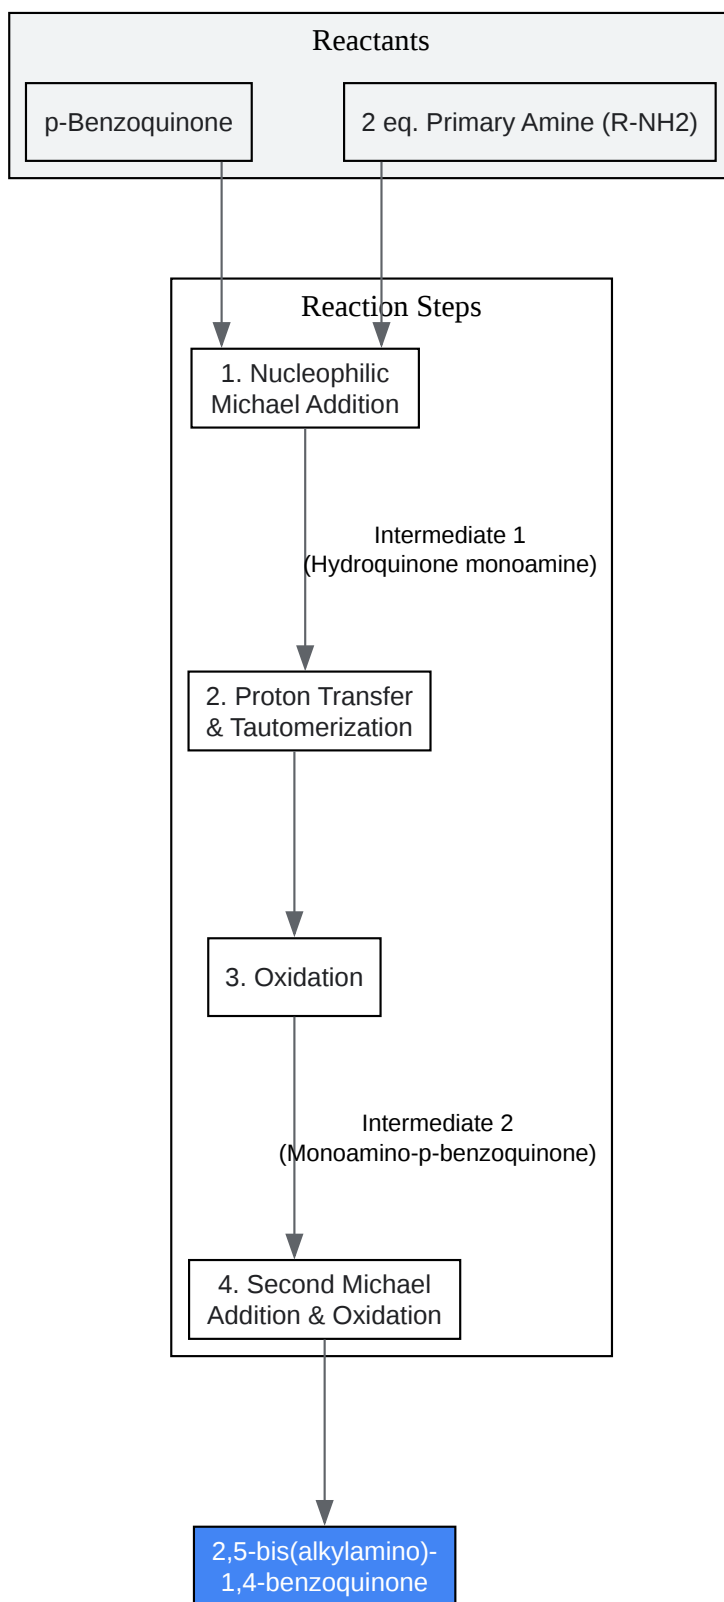 Reactants
p-Benzoquinone
2 eq. Primary Amine (R-NH2)
Reaction Steps
1. Nucleophilic
Michael Addition
Intermediate 1
(Hydroquinone monoamine)
2. Proton Transfer
& Tautomerization
3. Oxidation
Intermediate 2
(Monoamino-p-benzoquinone)
4. Second Michael
Addition & Oxidation
2,5-bis(alkylamino)-
1,4-benzoquinone